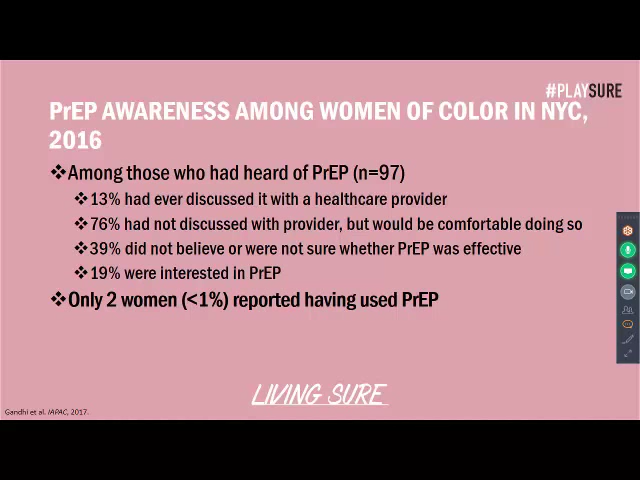 #PLAYSURE
PrEP AWARENESS AMONG WOMEN OF COLOR IN NYC,
2016
❖Among those who had heard of PrEP (n=97)
❖13% had ever discussed it with a healthcare provider
❖76% had not discussed with provider, but would be comfortable doing so
❖39% did not believe or were not sure whether PrEP was effective
❖19% were interested in PrEP
❖Only 2 women (<1%) reported having used PrEP
LIVING SURE
Gandhi et al. IAPAC, 2017.